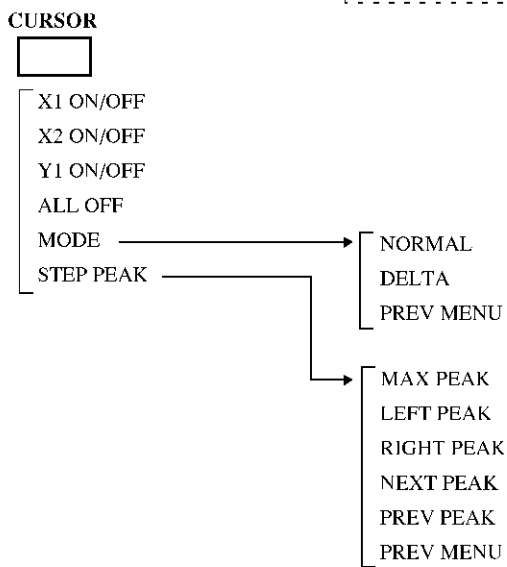 CURSOR
X1 ON/OFF
X2 ON/OFF
Y1 ON/OFF
ALL OFF
MODE
STEP PEAK
NORMAL
DELTA
PREV MENU
MAX PEAK
LEFT PEAK
RIGHT PEAK
NEXT PEAK
PREV PEAK
PREV MENU